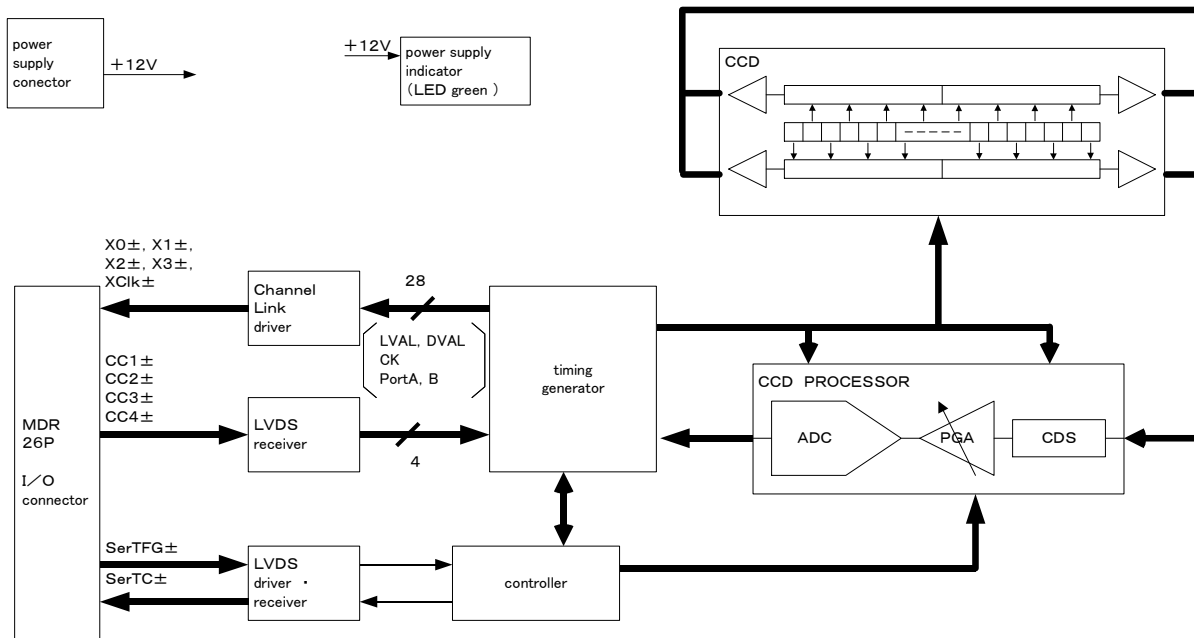 power
supply
conector
+12V
+12V
power supply
indicator
(LED green )
CCD
X0±, X1±,
X2±, X3±,
XClk±
Channel
Link
driver
28
LVAL, DVAL
CK
PortA, B
timing
generator
CCD PROCESSOR
ADC
PGA
CDS
CC1±
CC2±
CC3±
CC4±
LVDS
receiver
4
MDR
26P
I/O
connector
SerTFG±
SerTC±
LVDS
driver ・
receiver
controller